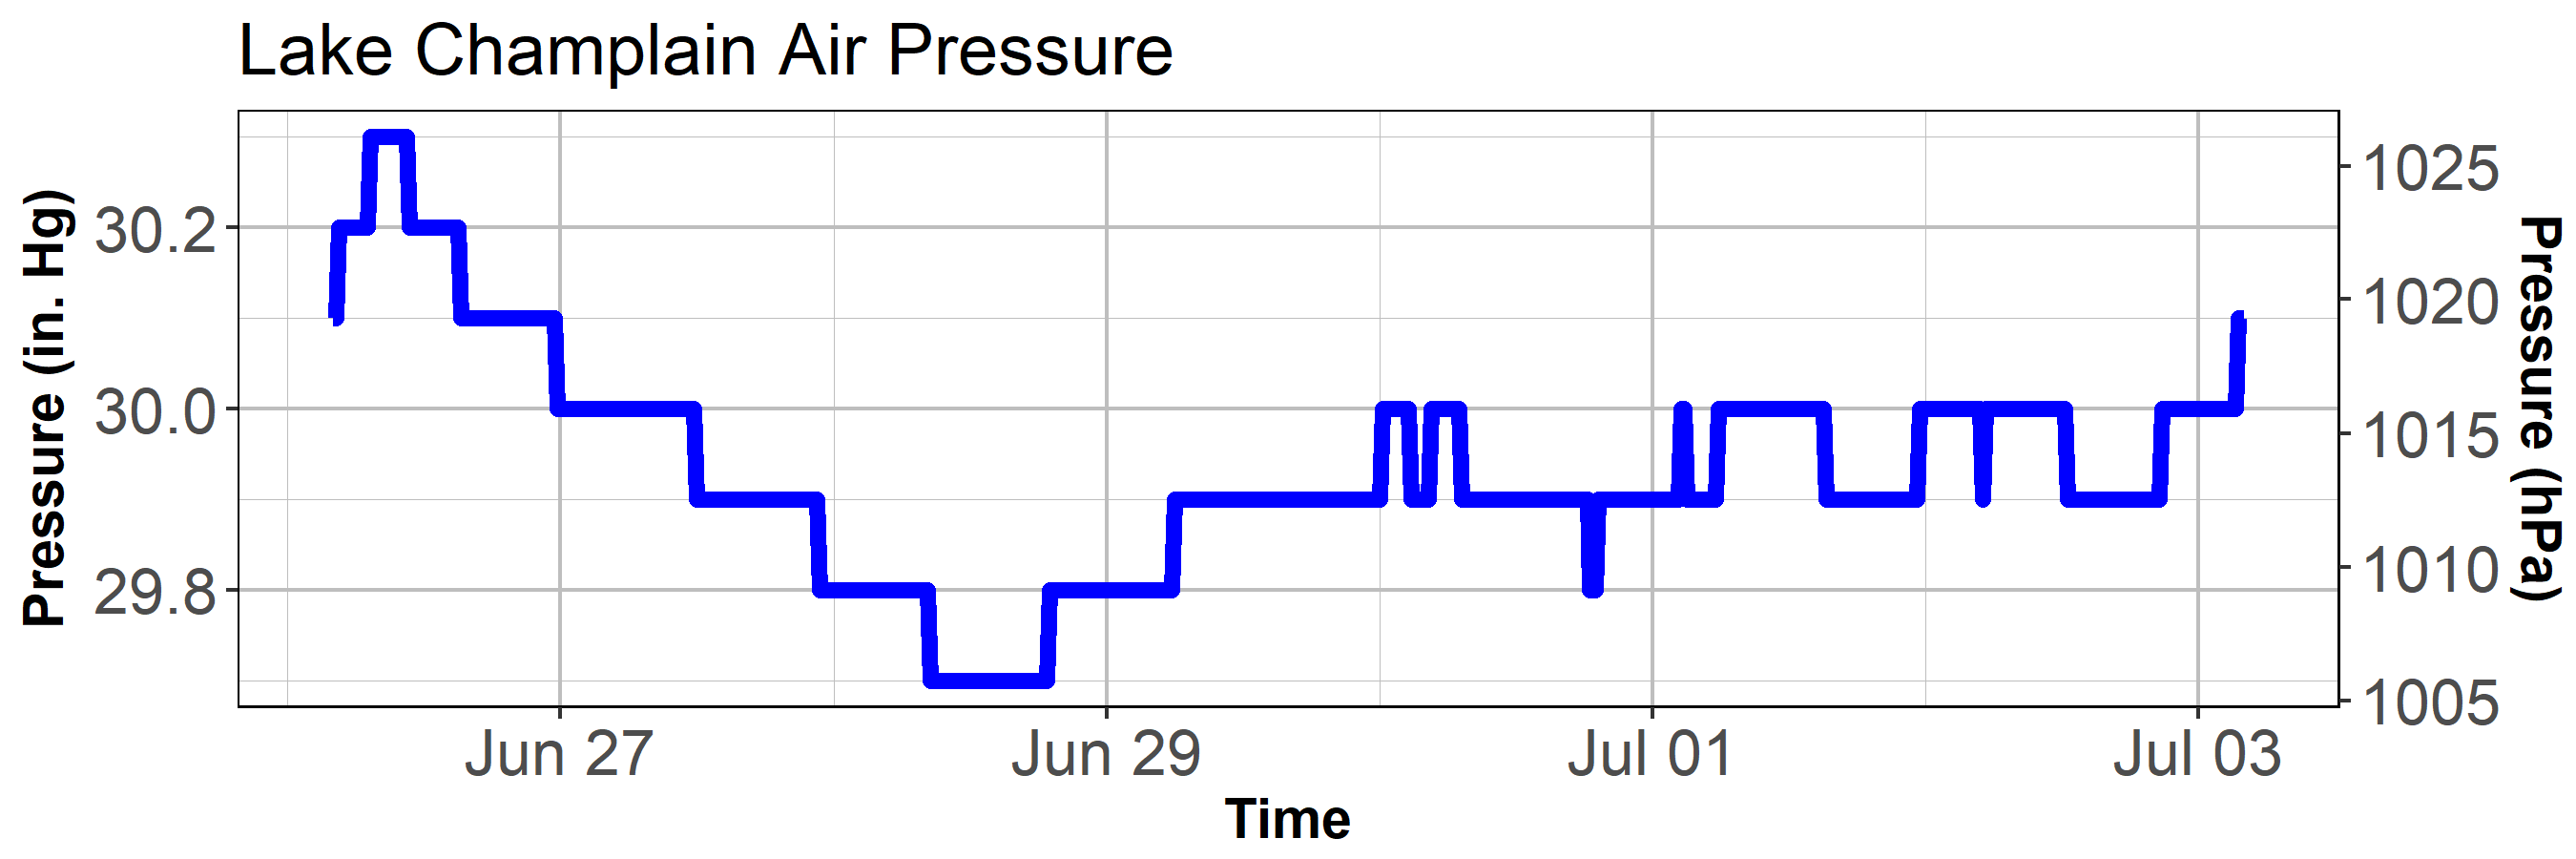 Lake Champlain Air Pressure
Pressure (in. Hg)
30.2
30.0
29.8
1025
1020
1015
1010
1005
Pressure (hPa)
Jun 27
Jun 29
Jul 01
Jul 03
Time